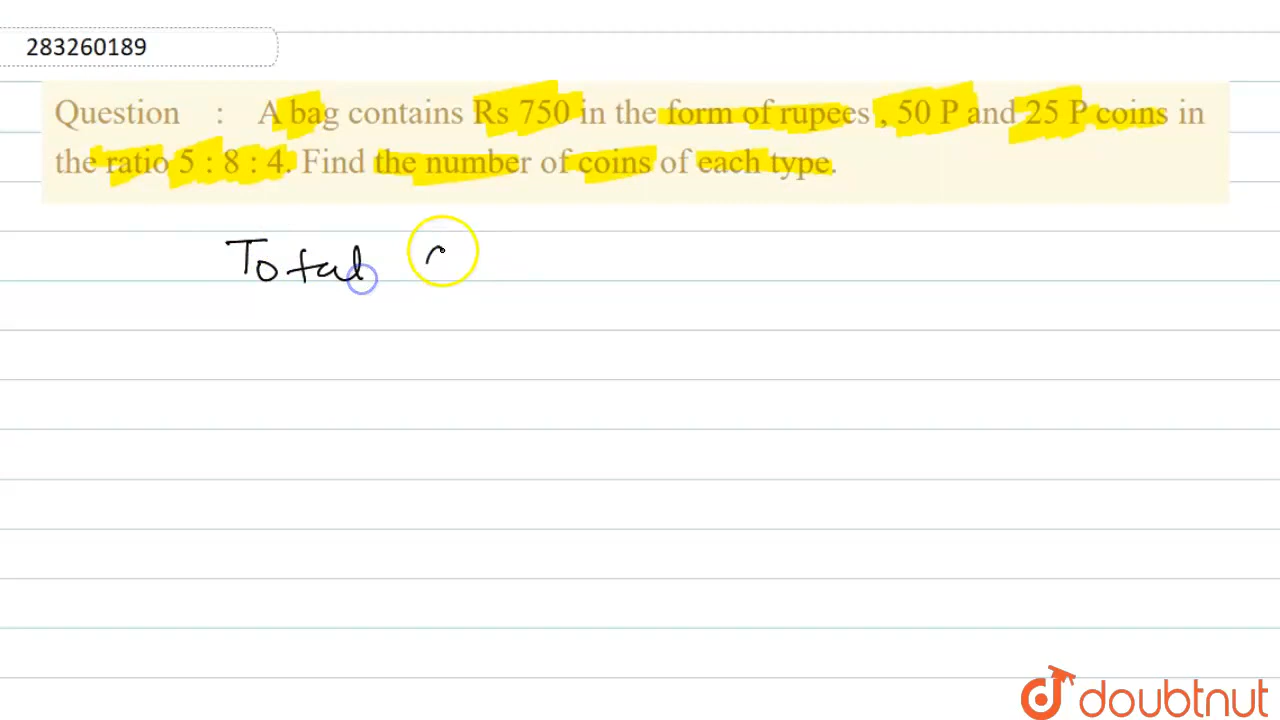 283260189
Question : A bag contains Rs 750 in the form of rupees , 50 P and 25 P coins in
the ratio 5 : 8 : 4. Find the number of coins of each type.
Total
doubtnut